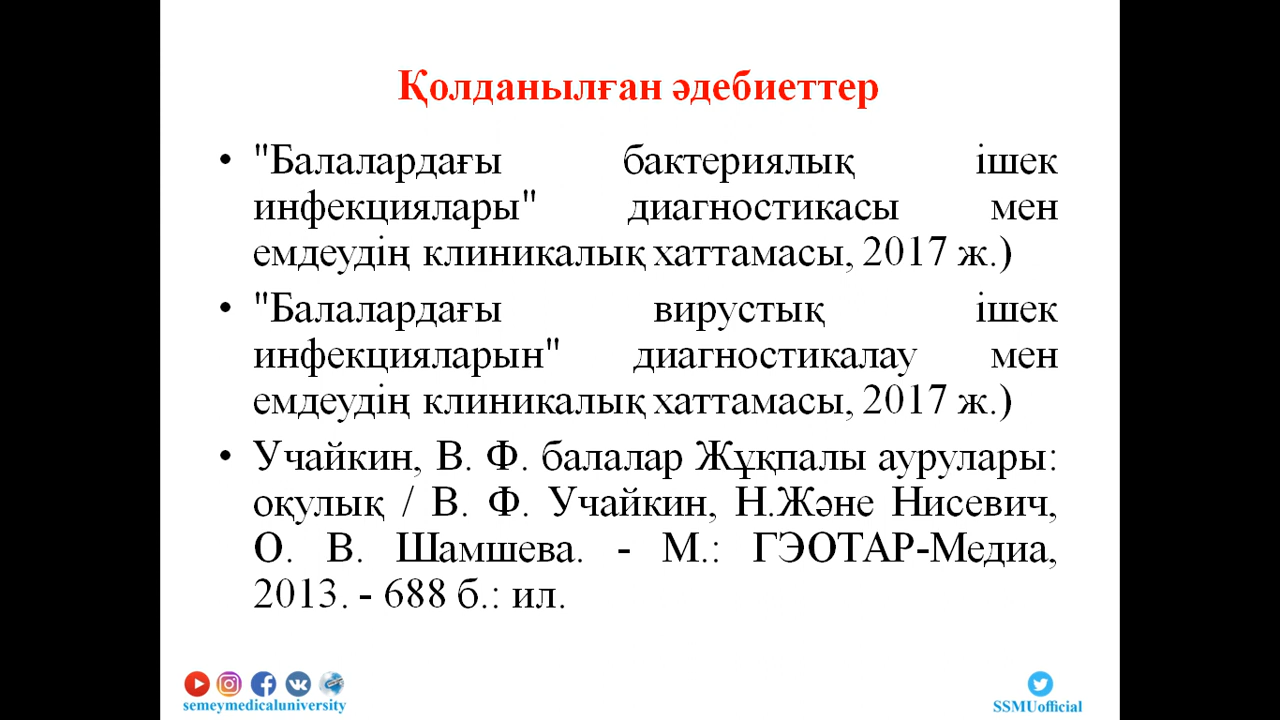 Қолданылған әдебиеттер
• "Балалардағы бактериялық ішек
инфекциялары" диагностикасы мен
емдеудің клиникалық хаттамасы, 2017 ж.)
• "Балалардағы вирустық ішек
инфекцияларын" диагностикалау мен
емдеудің клиникалық хаттамасы, 2017 ж.)
• Учайкин, В. Ф. балалар Жұқпалы аурулары:
оқулық / В. Ф. Учайкин, Н.Және Нисевич,
О. В. Шамшева. - М.: ГЭОТАР-Медиа,
2013. - 688 б.: ил.
semeymedicaluniversity
SSMUofficial